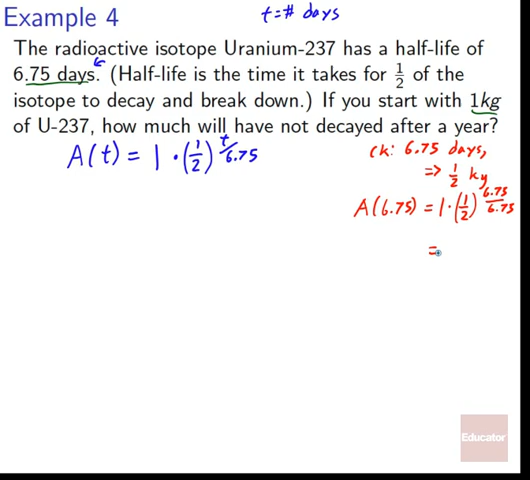 Example 4
t=# days
The radioactive isotope Uranium-237 has a half-life of
6.75 days. (Half-life is the time it takes for 1/2 of the
isotope to decay and break down.) If you start with 1kg
of U-237, how much will have not decayed after a year?
A(t) = 1 · (1/2)^t/6.75
ck: 6.75 days,
=> 1/2 kg
A(6.75) = 1 · (1/2)^6.75/6.75
=
Educator